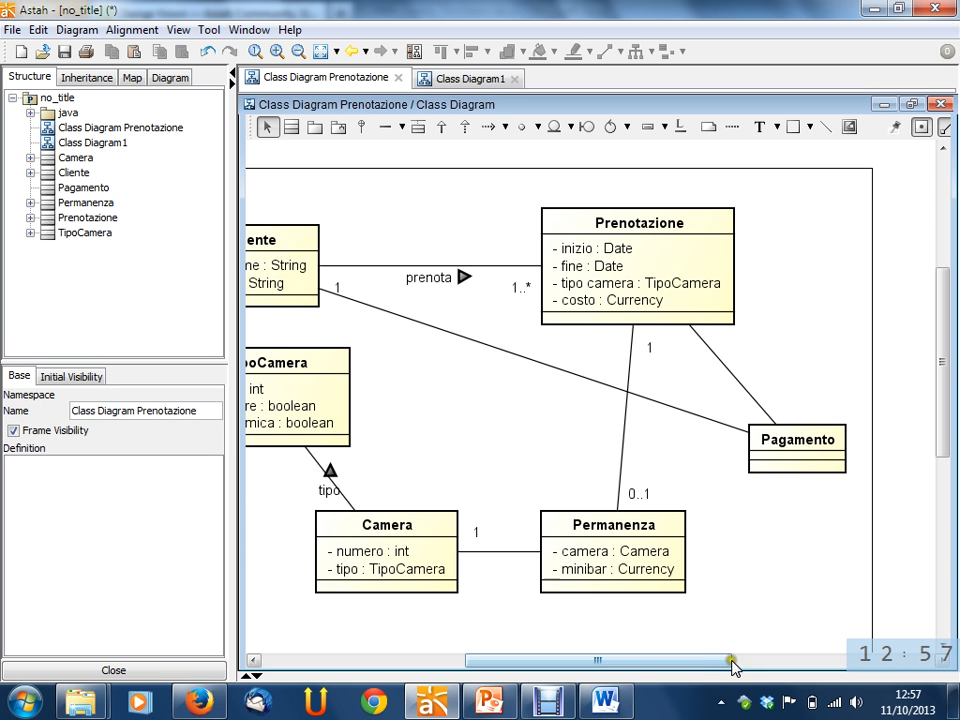 Astah - [no_title] (*)
File Edit Diagram Alignment View Tool Window Help
Structure Inheritance Map Diagram
no_title
java
Class Diagram Prenotazione
Class Diagram1
Camera
Cliente
Pagamento
Permanenza
Prenotazione
TipoCamera
Base Initial Visibility
Namespace
Name Class Diagram Prenotazione
Frame Visibility
Definition
Close
Class Diagram Prenotazione Class Diagram1
Class Diagram Prenotazione / Class Diagram
T
ente
me : String
String
prenota
1
1..*
Prenotazione
- inizio : Date
- fine : Date
- tipo camera : TipoCamera
- costo : Currency
1
poCamera
int
re : boolean
mica : boolean
Pagamento
tipo
0..1
Camera
- numero : int
- tipo : TipoCamera
1
Permanenza
- camera : Camera
- minibar : Currency
12:57
12:57
11/10/2013